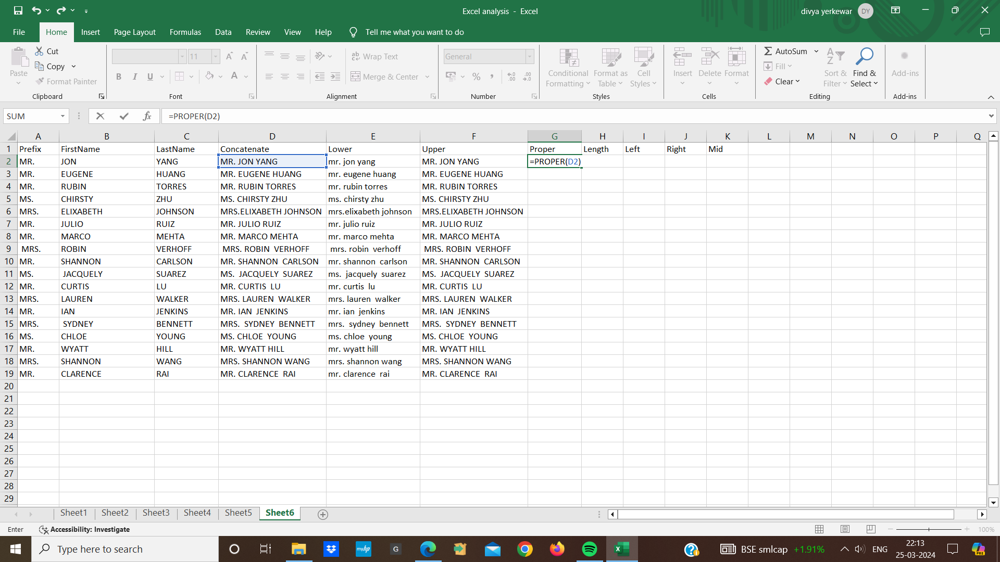 Excel analysis - Excel
divya yerkewar DY
File Home Insert Page Layout Formulas Data Review View Help Tell me what you want to do
Paste Cut Copy Format Painter
11 A A B I U A
ab Wrap Text Merge & Center
General % ,
Conditional Formatting Format as Table Cell Styles
Insert Delete Format
AutoSum Fill Clear
Sort & Filter Find & Select
Add-ins
Clipboard Font Alignment Number Styles Cells Editing Add-ins
SUM fx =PROPER(D2)
A B C D E F G H I J K L M N O P Q
1 Prefix FirstName LastName Concatenate Lower Upper Proper Length Left Right Mid
2 MR. JON YANG MR. JON YANG mr. jon yang MR. JON YANG =PROPER(D2)
3 MR. EUGENE HUANG MR. EUGENE HUANG mr. eugene huang MR. EUGENE HUANG
4 MR. RUBIN TORRES MR. RUBIN TORRES mr. rubin torres MR. RUBIN TORRES
5 MS. CHIRSTY ZHU MS. CHIRSTY ZHU ms. chirsty zhu MS. CHIRSTY ZHU
6 MRS. ELIXABETH JOHNSON MRS.ELIXABETH JOHNSON mrs.elixabeth johnson MRS.ELIXABETH JOHNSON
7 MR. JULIO RUIZ MR. JULIO RUIZ mr. julio ruiz MR. JULIO RUIZ
8 MR. MARCO MEHTA MR. MARCO MEHTA mr. marco mehta MR. MARCO MEHTA
9 MRS. ROBIN VERHOFF MRS. ROBIN VERHOFF mrs. robin verhoff MRS. ROBIN VERHOFF
10 MR. SHANNON CARLSON MR. SHANNON CARLSON mr. shannon carlson MR. SHANNON CARLSON
11 MS. JACQUELY SUAREZ MS. JACQUELY SUAREZ ms. jacquely suarez MS. JACQUELY SUAREZ
12 MR. CURTIS LU MR. CURTIS LU mr. curtis lu MR. CURTIS LU
13 MRS. LAUREN WALKER MRS. LAUREN WALKER mrs. lauren walker MRS. LAUREN WALKER
14 MR. IAN JENKINS MR. IAN JENKINS mr. ian jenkins MR. IAN JENKINS
15 MRS. SYDNEY BENNETT MRS. SYDNEY BENNETT mrs. sydney bennett MRS. SYDNEY BENNETT
16 MS. CHLOE YOUNG MS. CHLOE YOUNG ms. chloe young MS. CHLOE YOUNG
17 MR. WYATT HILL MR. WYATT HILL mr. wyatt hill MR. WYATT HILL
18 MRS. SHANNON WANG MRS. SHANNON WANG mrs. shannon wang MRS. SHANNON WANG
19 MR. CLARENCE RAI MR. CLARENCE RAI mr. clarence rai MR. CLARENCE RAI
20
21
22
23
24
25
26
27
28
29
Sheet1 Sheet2 Sheet3 Sheet4 Sheet5 Sheet6
Enter Accessibility: Investigate 100%
Type here to search myhp G BSE smlcap +1.91% ENG 22:13
25-03-2024 PRE